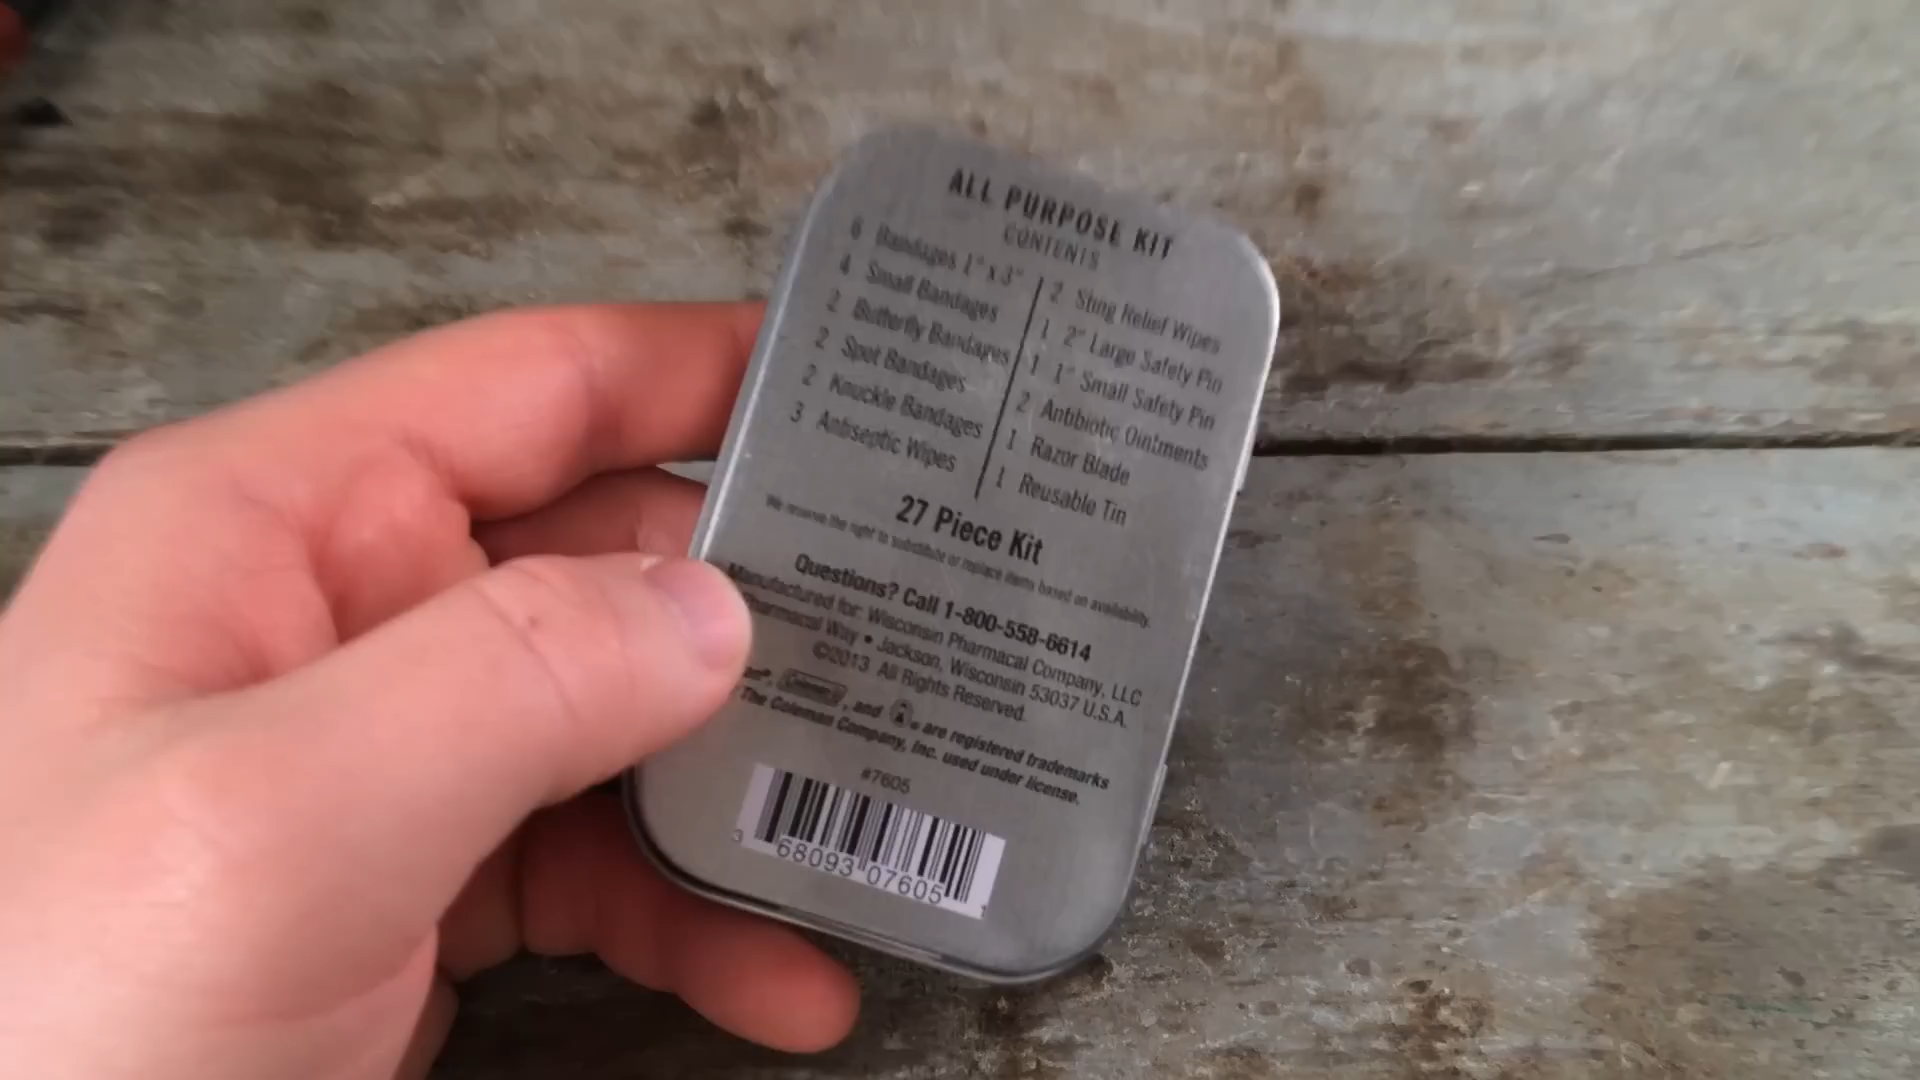 ALL PURPOSE KIT
CONTENTS
6 Bandages 1" x 3"
4 Small Bandages
2 Butterfly Bandages
2 Spot Bandages
2 Knuckle Bandages
3 Antiseptic Wipes
2 Sting Relief Wipes
1 2" Large Safety Pin
1 1" Small Safety Pin
2 Antibiotic Ointments
1 Razor Blade
1 Reusable Tin
27 Piece Kit
We reserve the right to substitute or replace items based on availability.
Questions? Call 1-800-558-6614
Manufactured for: Wisconsin Pharmacal Company, LLC
Pharmacal Way • Jackson, Wisconsin 53037 U.S.A.
©2013 All Rights Reserved.
Coleman, and ® are registered trademarks
The Coleman Company, Inc. used under license.
#7605
3 68093 07605 1